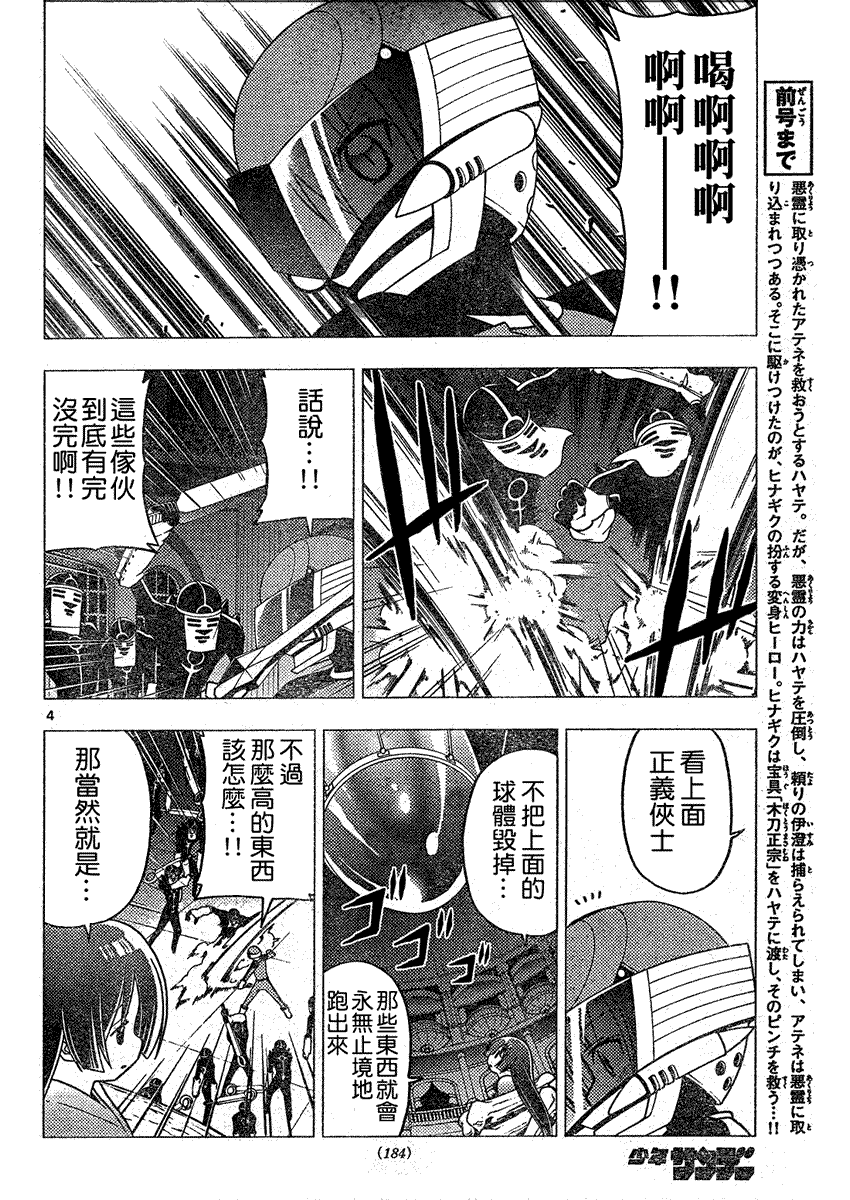 前号まで
悪霊に取り憑かれたアテネを救おうとするハヤテ。だが、悪霊の力はハヤテを圧倒し、頼りの伊澄は捕らえられてしまい、アテネは悪霊に取
り込まれつつある。そこに駆けつけたのが、ヒナギクの扮する変身ヒーロー。ヒナギクは宝具「木刀正宗」をハヤテに渡し、そのピンチを救う…!!
喝啊啊啊
啊啊——!!
話說…!!
這些傢伙
到底有完
沒完啊!!
4
看上面
正義俠士
不把上面的
球體毀掉…
ゴゴ
那些東西就會
永無止境地
跑出來
不過
那麼高的東西
該怎麼…!!
那當然就是…
(184)
少年サンデー